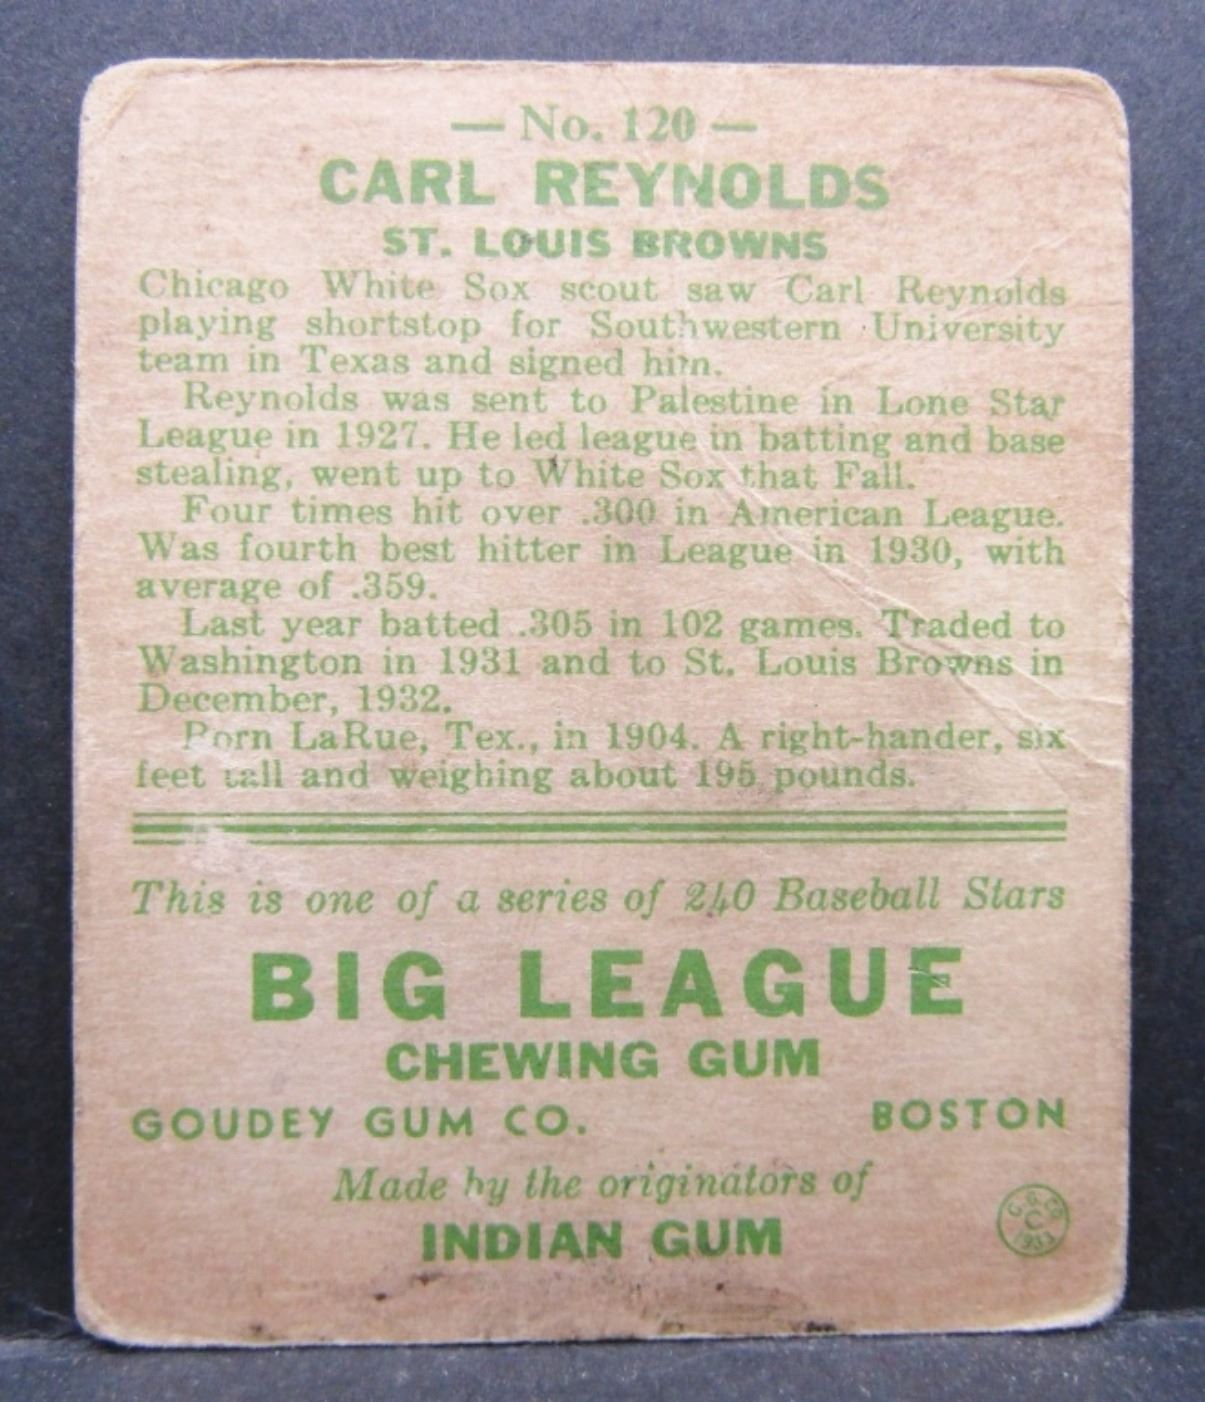 — No. 120 —
CARL REYNOLDS
ST. LOUIS BROWNS
Chicago White Sox scout saw Carl Reynolds
playing shortstop for Southwestern University
team in Texas and signed him.
Reynolds was sent to Palestine in Lone Star
League in 1927. He led league in batting and base
stealing, went up to White Sox that Fall.
Four times hit over .300 in American League.
Was fourth best hitter in League in 1930, with
average of .359.
Last year batted .305 in 102 games. Traded to
Washington in 1931 and to St. Louis Browns in
December, 1932.
Born LaRue, Tex., in 1904. A right-hander, six
feet tall and weighing about 195 pounds.
This is one of a series of 240 Baseball Stars
BIG LEAGUE
CHEWING GUM
GOUDEY GUM CO. BOSTON
Made by the originators of
INDIAN GUM
G. G. Co.
C
1933